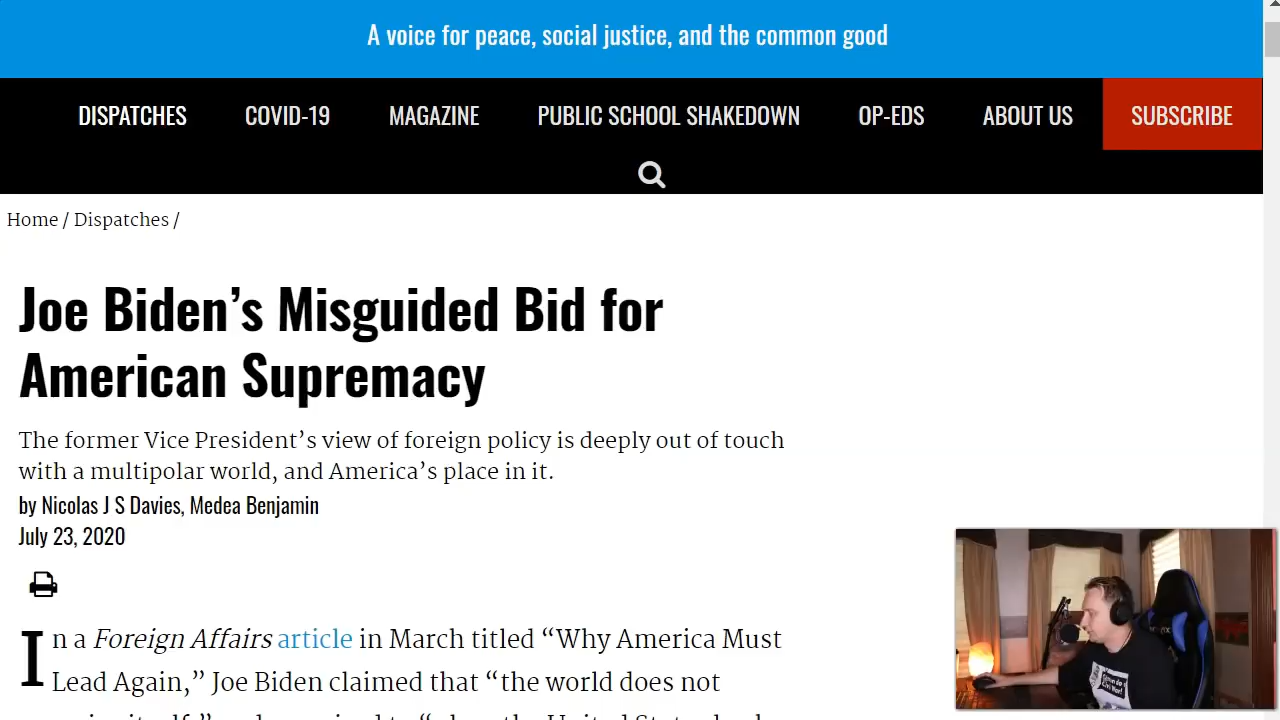 A voice for peace, social justice, and the common good
DISPATCHES COVID-19 MAGAZINE PUBLIC SCHOOL SHAKEDOWN OP-EDS ABOUT US SUBSCRIBE
Home / Dispatches /
Joe Biden’s Misguided Bid for
American Supremacy
The former Vice President’s view of foreign policy is deeply out of touch
with a multipolar world, and America’s place in it.
by Nicolas J S Davies, Medea Benjamin
July 23, 2020
In a Foreign Affairs article in March titled “Why America Must
Lead Again,” Joe Biden claimed that “the world does not